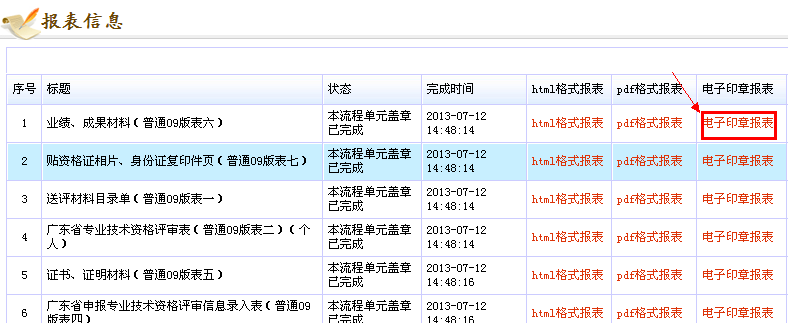 报表信息
序号 标题 状态 完成时间 html格式报表 pdf格式报表 电子印章报表
1 业绩、成果材料(普通09版表六) 本流程单元盖章 2013-07-12 html格式报表 pdf格式报表 电子印章报表
已完成 14:48:14
2 贴资格证相片、身份证复印件页(普通09版表七) 本流程单元盖章 2013-07-12 html格式报表 pdf格式报表 电子印章报表
已完成 14:48:14
3 送评材料目录单(普通09版表一) 本流程单元盖章 2013-07-12 html格式报表 pdf格式报表 电子印章报表
已完成 14:48:14
4 广东省专业技术资格评审表(普通09版表二)(个 本流程单元盖章 2013-07-12 html格式报表 pdf格式报表 电子印章报表
人) 已完成 14:48:14
5 证书、证明材料(普通09版表五) 本流程单元盖章 2013-07-12 html格式报表 pdf格式报表 电子印章报表
已完成 14:48:16
6 广东省申报专业技术资格评审信息录入表(普通09 本流程单元盖章 2013-07-12 html格式报表 pdf格式报表 电子印章报表
版表四) 已完成 14:48:16